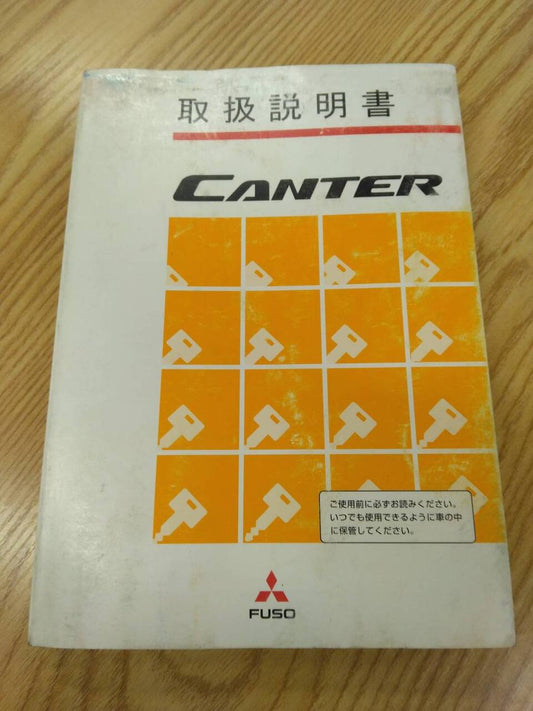 取扱説明書
CANTER
ご使用前に必ずお読みください。
いつでも使用できるように車の中
に保管してください。
FUSO